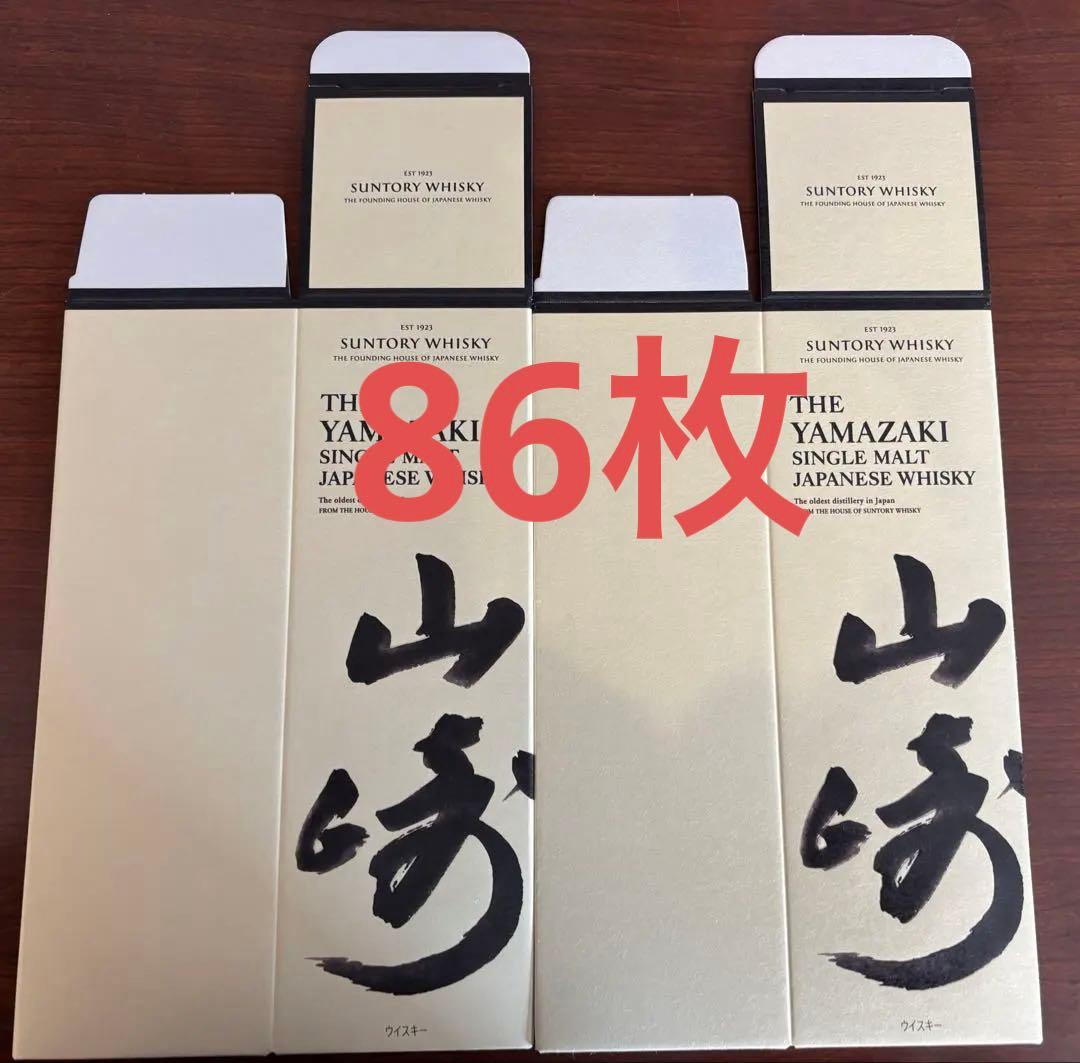 EST 1923
SUNTORY WHISKY
THE FOUNDING HOUSE OF JAPANESE WHISKY
EST 1923
SUNTORY WHISKY
THE FOUNDING HOUSE OF JAPANESE WHISKY
EST 1923
SUNTORY WHISKY
THE FOUNDING HOUSE OF JAPANESE WHISKY
The oldest
FROM THE
山
崎
ウイスキー
86枚
EST 1923
SUNTORY WHISKY
THE FOUNDING HOUSE OF JAPANESE WHISKY
THE
YAMAZAKI
SINGLE MALT
JAPANESE WHISKY
The oldest distillery in Japan
THE HOUSE OF SUNTORY WHISKY
山
崎
ウイスキー